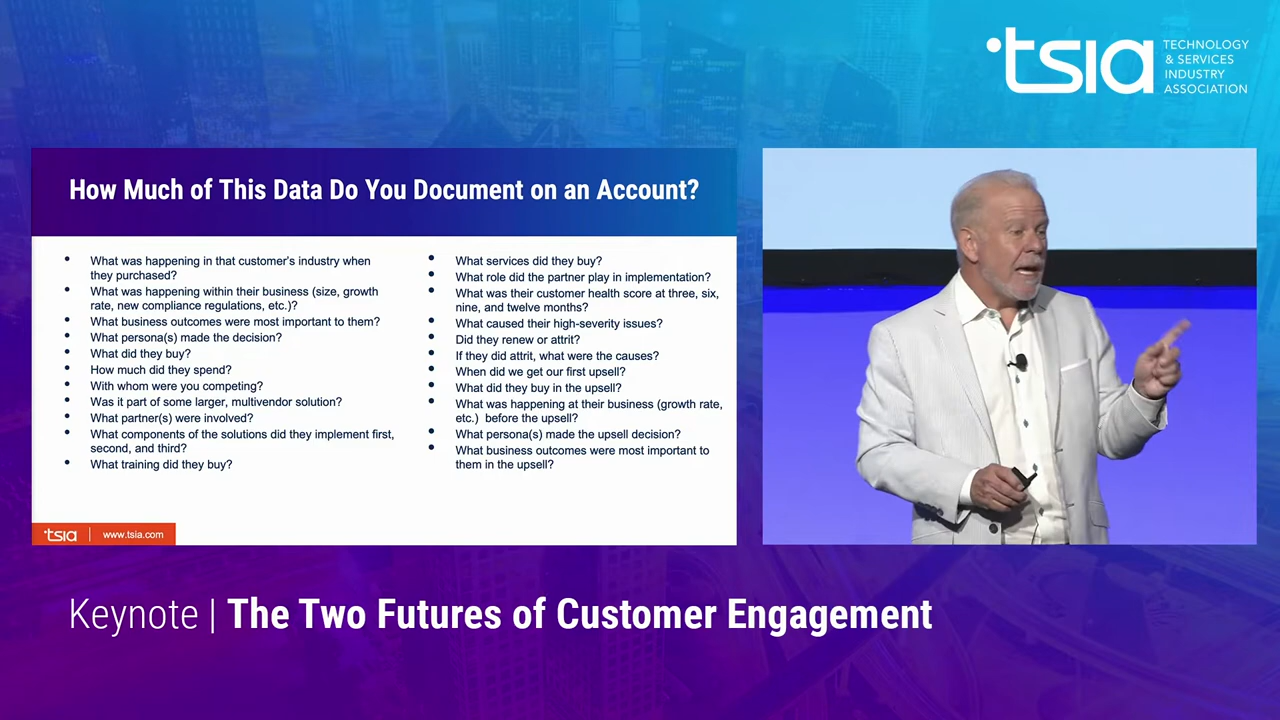 tsia
TECHNOLOGY
& SERVICES
INDUSTRY
ASSOCIATION
How Much of This Data Do You Document on an Account?
• What was happening in that customer's industry when
they purchased?
• What was happening within their business (size, growth
rate, new compliance regulations, etc.)?
• What business outcomes were most important to them?
• What persona(s) made the decision?
• What did they buy?
• How much did they spend?
• With whom were you competing?
• Was it part of some larger, multivendor solution?
• What partner(s) were involved?
• What components of the solutions did they implement first,
second, and third?
• What training did they buy?
• What services did they buy?
• What role did the partner play in implementation?
• What was their customer health score at three, six,
nine, and twelve months?
• What caused their high-severity issues?
• Did they renew or attrit?
• If they did attrit, what were the causes?
• When did we get our first upsell?
• What did they buy in the upsell?
• What was happening at their business (growth rate,
etc.) before the upsell?
• What persona(s) made the upsell decision?
• What business outcomes were most important to
them in the upsell?
tsia | www.tsia.com
Keynote | The Two Futures of Customer Engagement